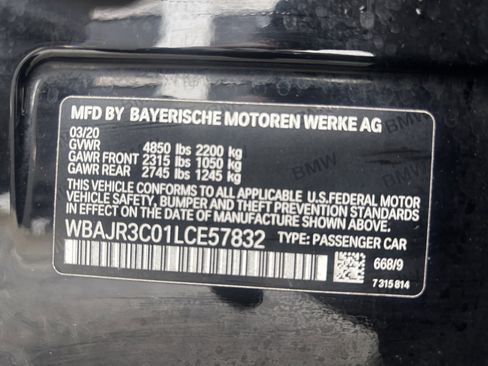 MFD BY BAYERISCHE MOTOREN WERKE AG
03/20
GVWR 4850 lbs 2200 kg
GAWR FRONT 2315 lbs 1050 kg
GAWR REAR 2745 lbs 1245 kg
THIS VEHICLE CONFORMS TO ALL APPLICABLE U.S.FEDERAL MOTOR
VEHICLE SAFETY, BUMPER AND THEFT PREVENTION STANDARDS
IN EFFECT ON THE DATE OF MANUFACTURE SHOWN ABOVE.
WBAJR3C01LCE57832 TYPE: PASSENGER CAR
668/9
7 315 814